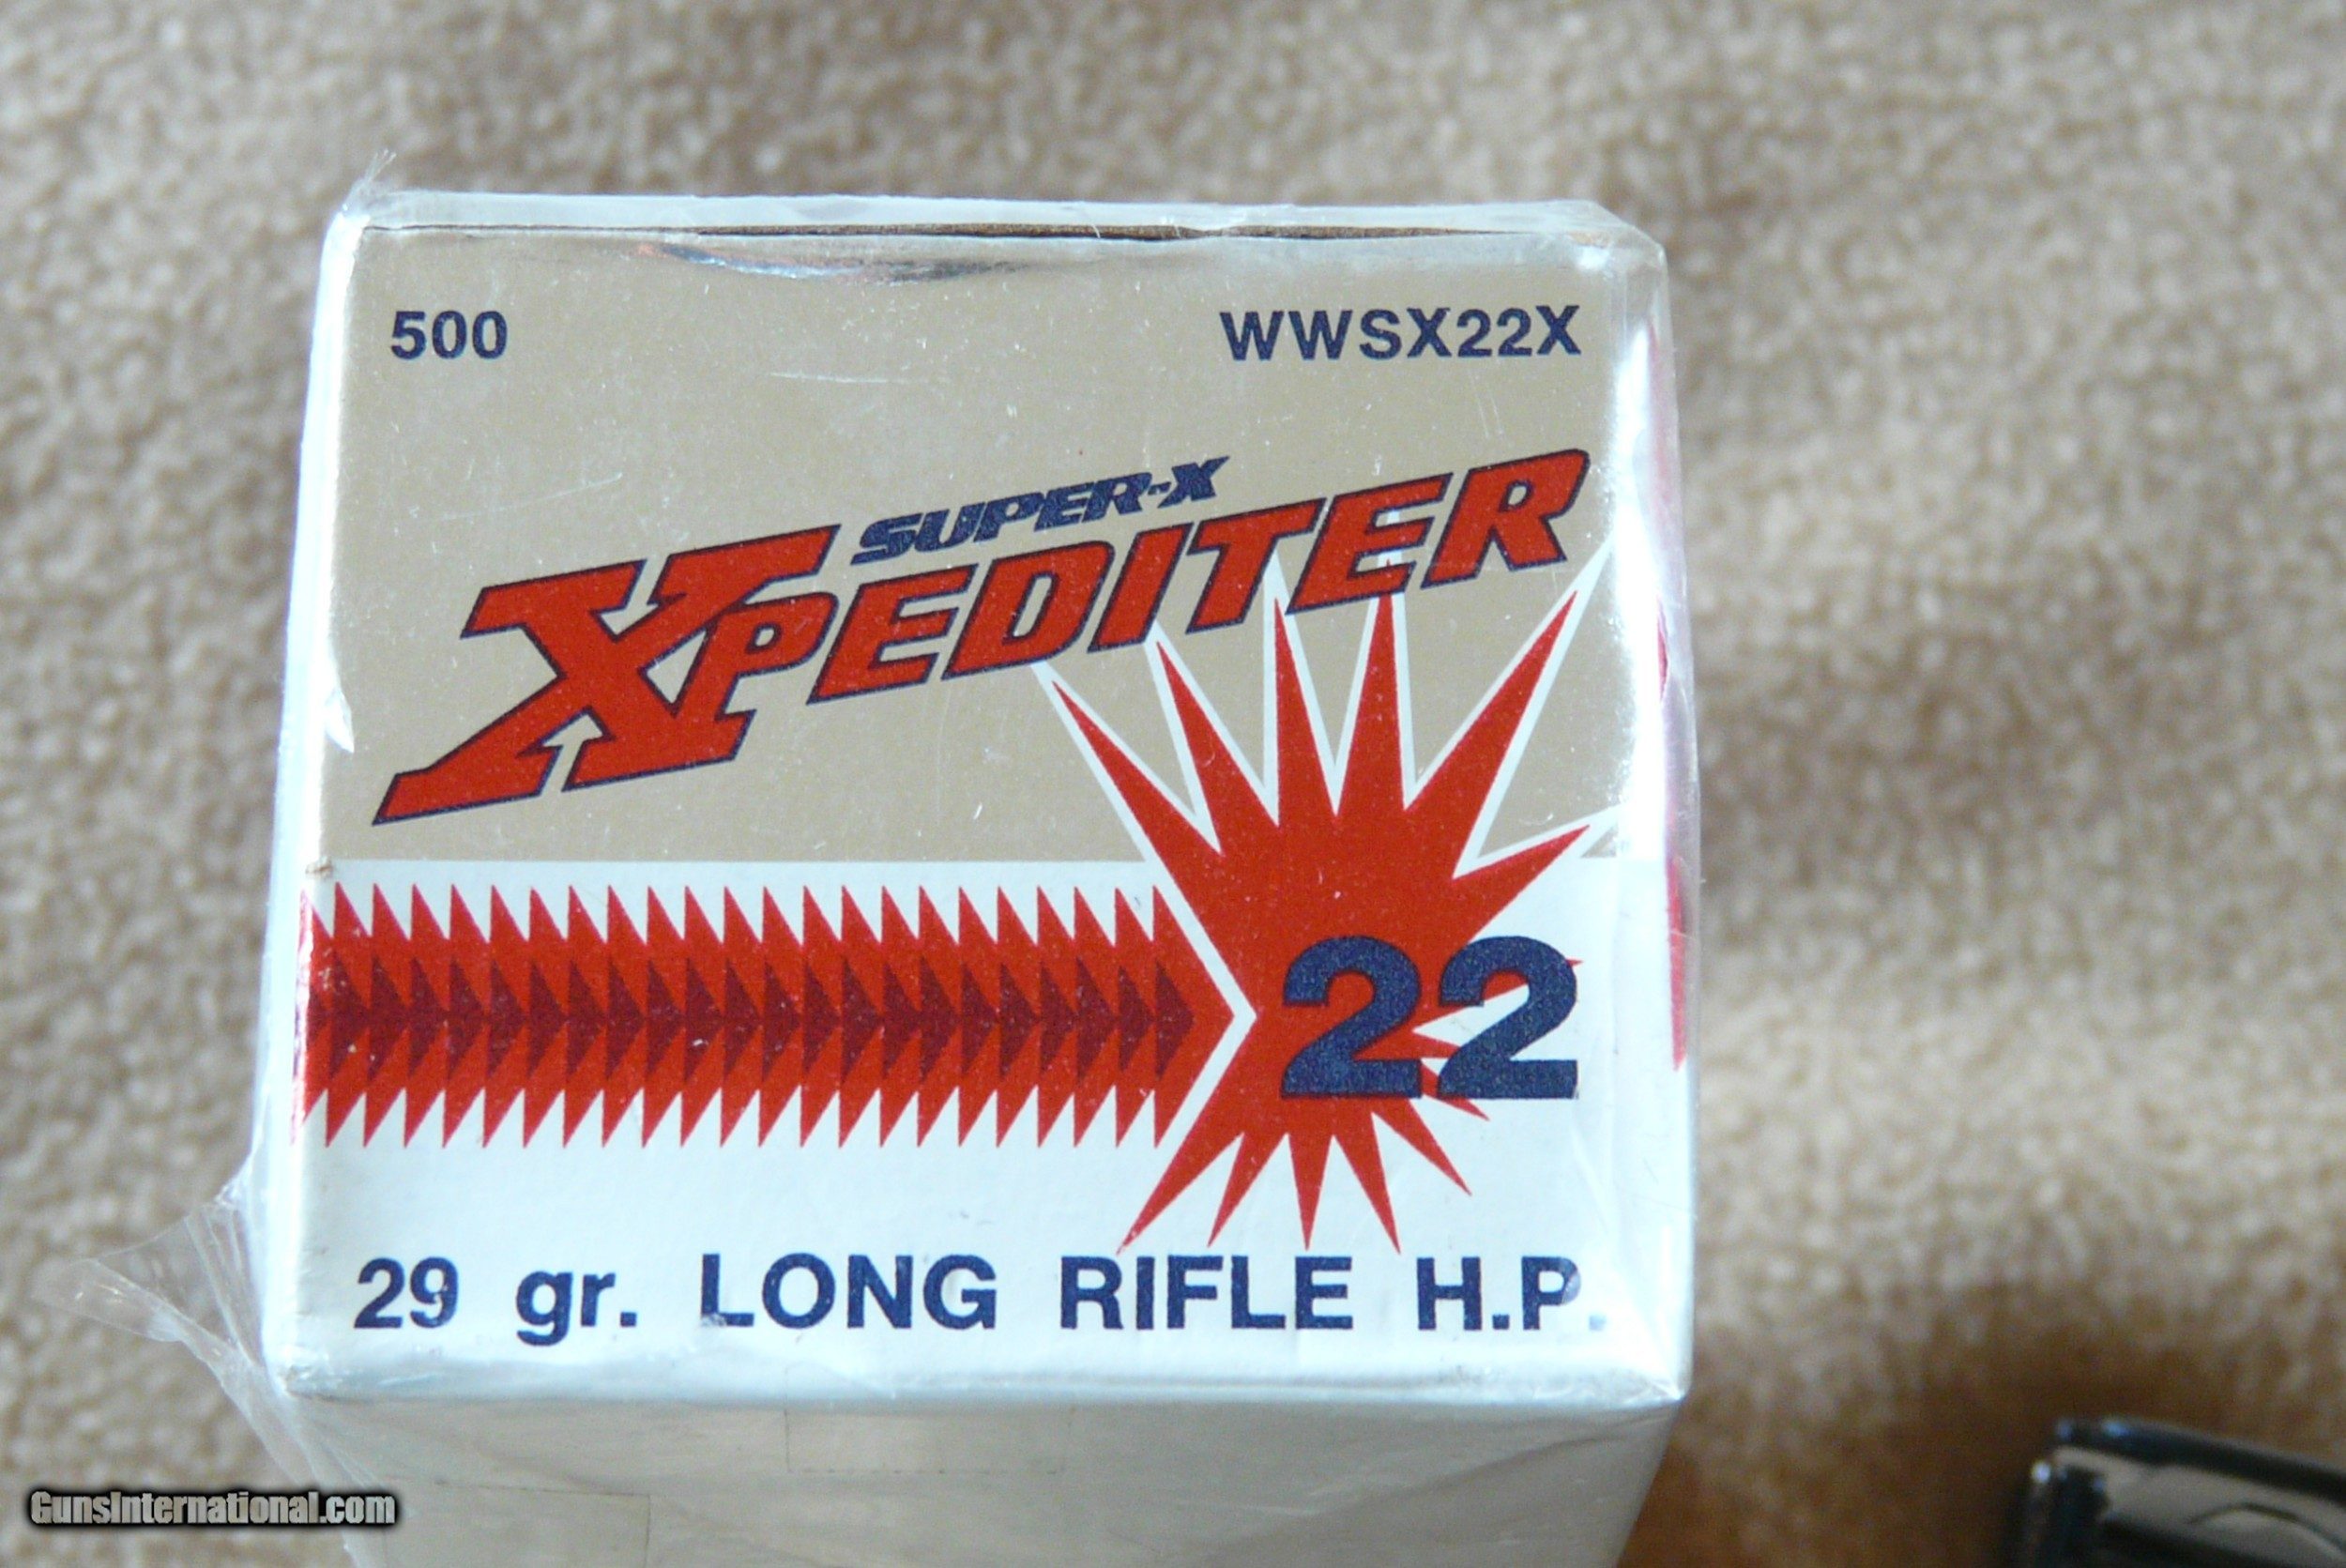 500 WWSX22X
SUPER-X
XPEDITER
22
29 gr. LONG RIFLE H.P.
GunsInternational.com